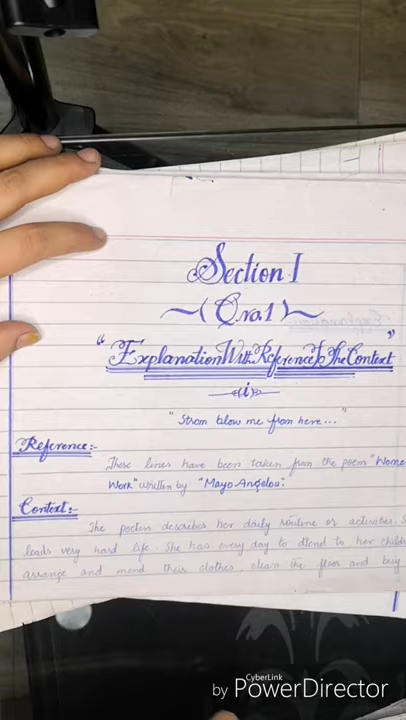 Section I
(Q no 1)
"Explanation With Reference To The Context"
(i)
"Strom blow me from here..."
Reference:-
These lines have been taken from the poem "Wome
Work" written by "Mayo Angelou".
Context:-
The poetess describes her daily routine or activities. S
leads very hard life. She has every day to attend to her child
arrange and mend their clothes, clean the floor and buy
CyberLink
by PowerDirector